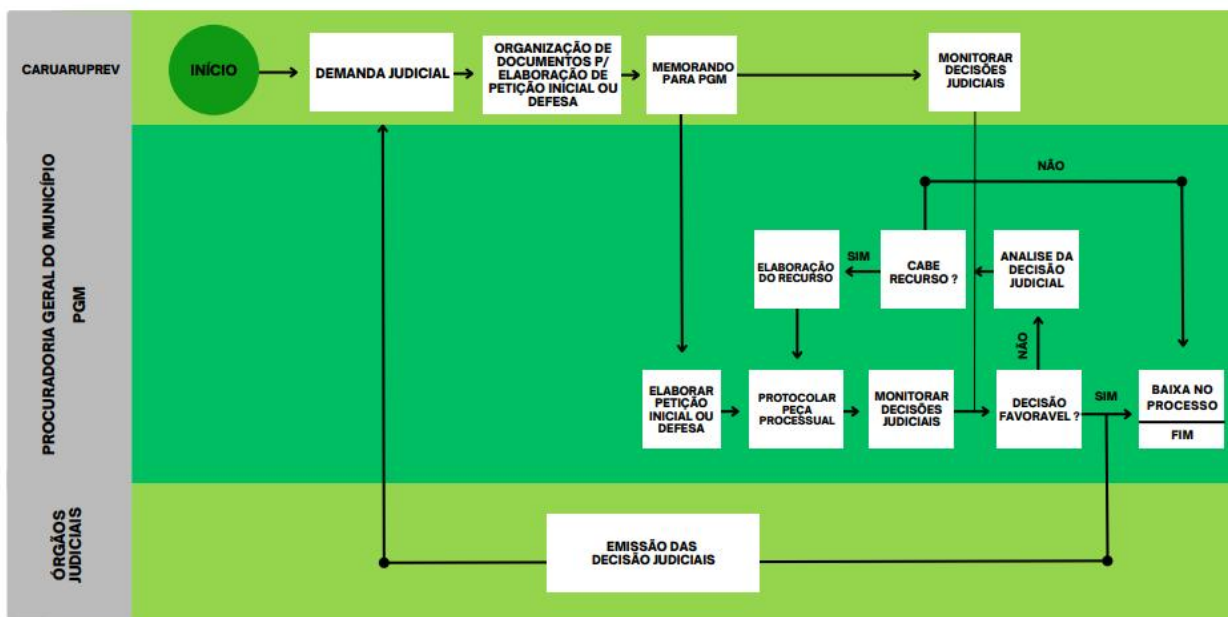 CARUARUPREV
INÍCIO
DEMANDA JUDICIAL
ORGANIZAÇÃO DE
DOCUMENTOS P/
ELABORAÇÃO DE
PETIÇÃO INICIAL OU
DEFESA
MEMORANDO
PARA PGM
MONITORAR
DECISÕES
JUDICIAIS
PROCURADORIA GERAL DO MUNICÍPIO
PGM
NÃO
ELABORAÇÃO
DO RECURSO
SIM
CABE
RECURSO ?
ANALISE DA
DECISÃO
JUDICIAL
NÃO
ELABORAR
PETIÇÃO
INICIAL OU
DEFESA
PROTOCOLAR
PEÇA
PROCESSUAL
MONITORAR
DECISÕES
JUDICIAIS
DECISÃO
FAVORAVEL ?
SIM
BAIXA NO
PROCESSO
FIM
ÓRGÃOS
JUDICIAIS
EMISSÃO DAS
DECISÃO JUDICIAIS